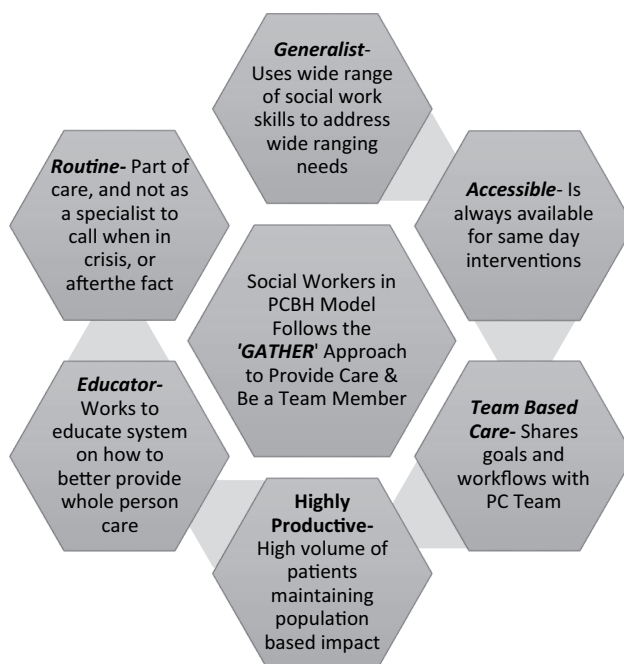 Generalist-
Uses wide range
of social work
skills to address
wide ranging
needs
Accessible- Is
always available
for same day
interventions
Team Based
Care- Shares
goals and
workflows with
PC Team
Highly
Productive-
High volume of
patients
maintaining
population
based impact
Educator-
Works to
educate system
on how to
better provide
whole person
care
Routine- Part of
care, and not as
a specialist to
call when in
crisis, or
afterthe fact
Social Workers in
PCBH Model
Follows the
'GATHER' Approach
to Provide Care &
Be a Team Member